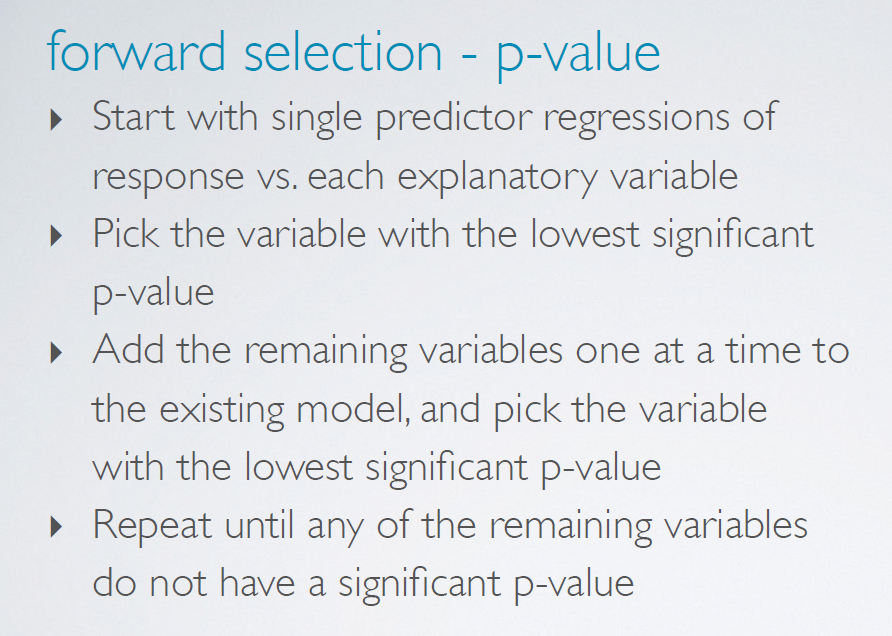 forward selection - p-value
▸ Start with single predictor regressions of
response vs. each explanatory variable
▸ Pick the variable with the lowest significant
p-value
▸ Add the remaining variables one at a time to
the existing model, and pick the variable
with the lowest significant p-value
▸ Repeat until any of the remaining variables
do not have a significant p-value